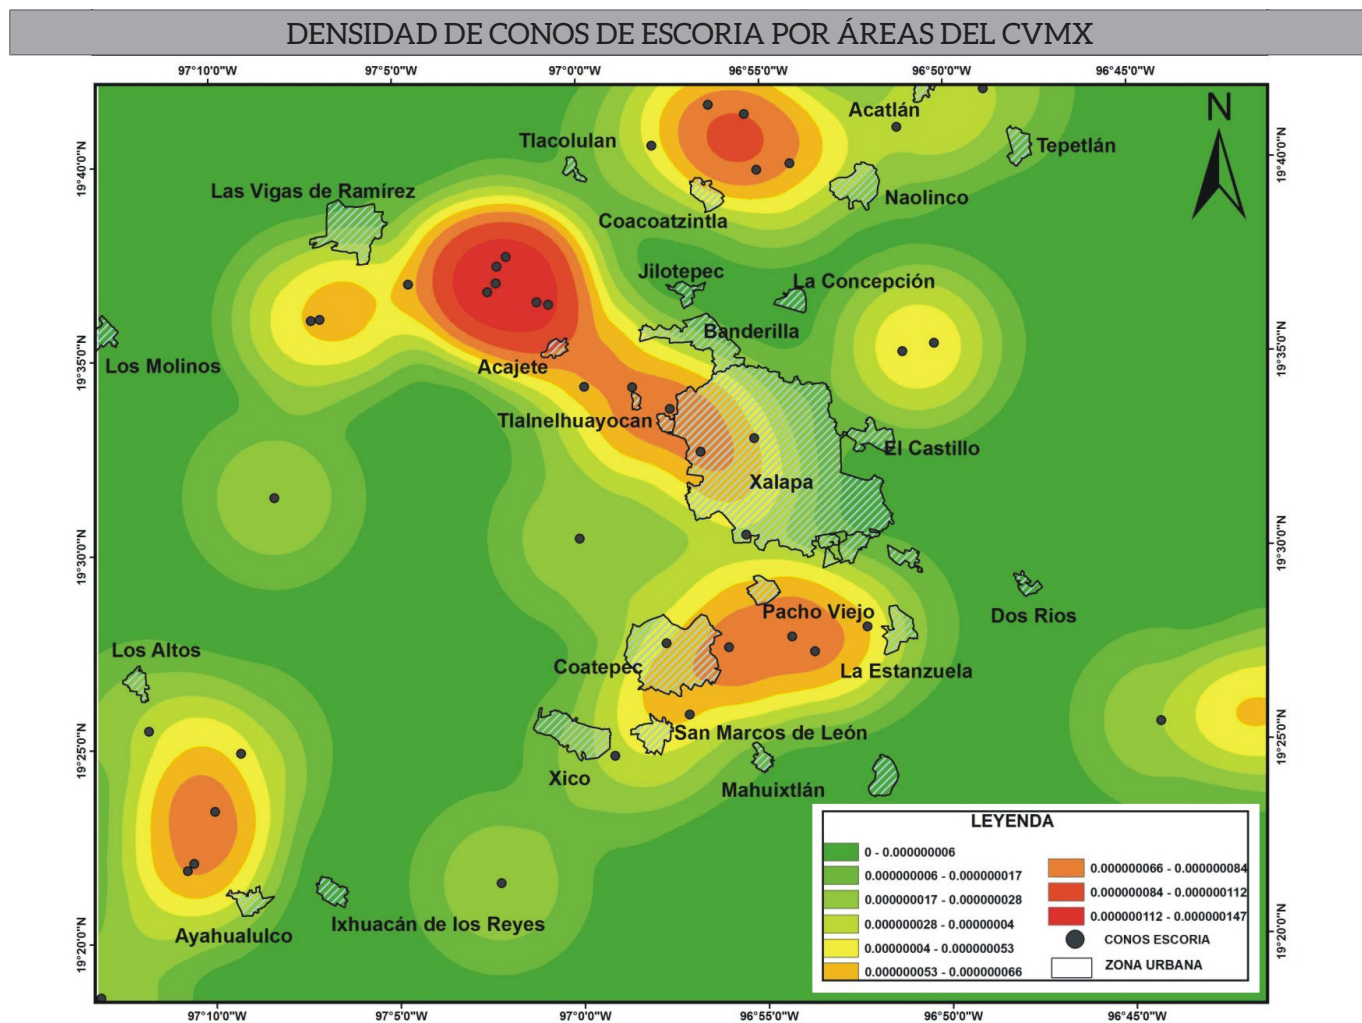 DENSIDAD DE CONOS DE ESCORIA POR ÁREAS DEL CVMX
97°10'0"W 97°5'0"W 97°0'0"W 96°55'0"W 96°50'0"W 96°45'0"W
N
Acatlán
Tlacolulan
Tepetlán
19°40'0"N
19°40'0"N
Las Vigas de Ramírez
Naolinco
Coacoatzintla
Jilotepec
La Concepción
Banderilla
19°35'0"N
19°35'0"N
Los Molinos
Acajete
Tlalnelhuayocan
El Castillo
Xalapa
19°30'0"N
19°30'0"N
Pacho Viejo
Dos Rios
Los Altos
Coatepec
La Estanzuela
19°25'0"N
19°25'0"N
San Marcos de León
Xico
Mahuixtlán
Ixhuacán de los Reyes
Ayahualulco
19°20'0"N
19°20'0"N
LEYENDA
0 - 0.000000006
0.000000006 - 0.000000017
0.000000017 - 0.000000028
0.000000028 - 0.00000004
0.00000004 - 0.000000053
0.000000053 - 0.000000066
0.000000066 - 0.000000084
0.000000084 - 0.000000112
0.000000112 - 0.000000147
CONOS ESCORIA
ZONA URBANA
97°10'0"W 97°5'0"W 97°0'0"W 96°55'0"W 96°50'0"W 96°45'0"W